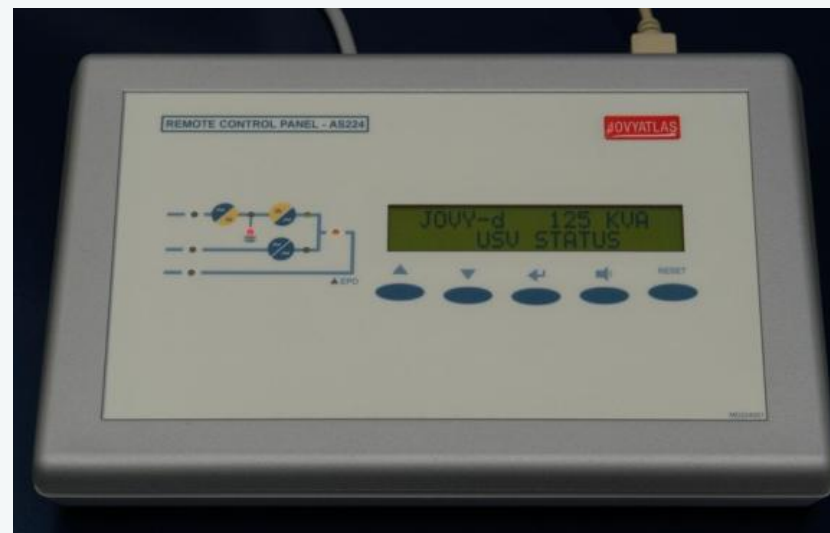 REMOTE CONTROL PANEL - AS224
JOVYATLAS
JOVY-d 125 KVA
USV STATUS
▲EPO
RESET